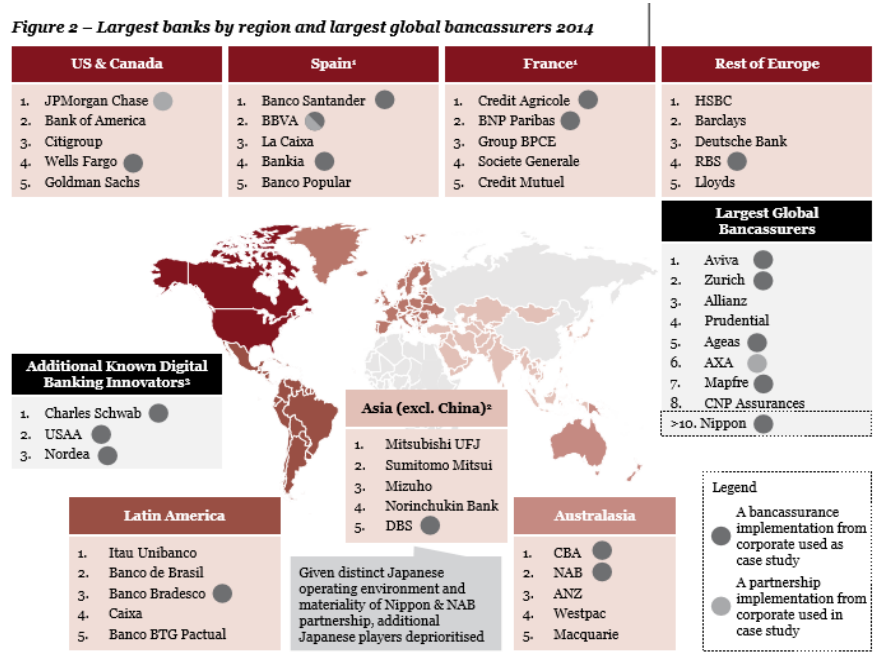 Figure 2 – Largest banks by region and largest global bancassurers 2014
US & Canada
1. JPMorgan Chase
2. Bank of America
3. Citigroup
4. Wells Fargo
5. Goldman Sachs
Spain¹
1. Banco Santander
2. BBVA
3. La Caixa
4. Bankia
5. Banco Popular
France¹
1. Credit Agricole
2. BNP Paribas
3. Group BPCE
4. Societe Generale
5. Credit Mutuel
Rest of Europe
1. HSBC
2. Barclays
3. Deutsche Bank
4. RBS
5. Lloyds
Largest Global
Bancassurers
1. Aviva
2. Zurich
3. Allianz
4. Prudential
5. Ageas
6. AXA
7. Mapfre
8. CNP Assurances
>10. Nippon
Additional Known Digital
Banking Innovators³
1. Charles Schwab
2. USAA
3. Nordea
Asia (excl. China)²
1. Mitsubishi UFJ
2. Sumitomo Mitsui
3. Mizuho
4. Norinchukin Bank
5. DBS
Latin America
1. Itau Unibanco
2. Banco de Brasil
3. Banco Bradesco
4. Caixa
5. Banco BTG Pactual
Given distinct Japanese
operating environment and
materiality of Nippon & NAB
partnership, additional
Japanese players deprioritised
Australasia
1. CBA
2. NAB
3. ANZ
4. Westpac
5. Macquarie
Legend
A bancassurance
implementation from
corporate used as
case study
A partnership
implementation from
corporate used in
case study